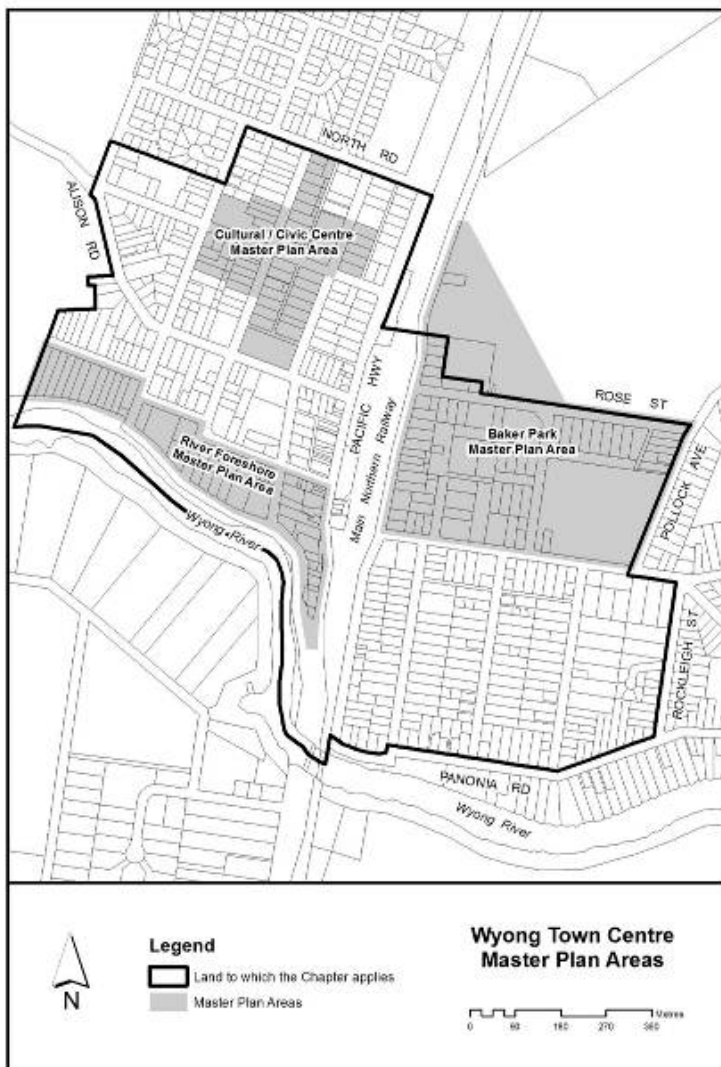 NORTH RD
ALISON RD
Cultural / Civic Centre
Master Plan Area
PACIFIC HWY
Main Northern Railway
ROSE ST
Baker Park
Master Plan Area
POLLOCK AVE
River Foreshore
Master Plan Area
Wyong River
ROCKLEIGH ST
PANONIA RD
Wyong River
N
Legend
Land to which the Chapter applies
Master Plan Areas
Wyong Town Centre
Master Plan Areas
Metres
0 90 180 270 360